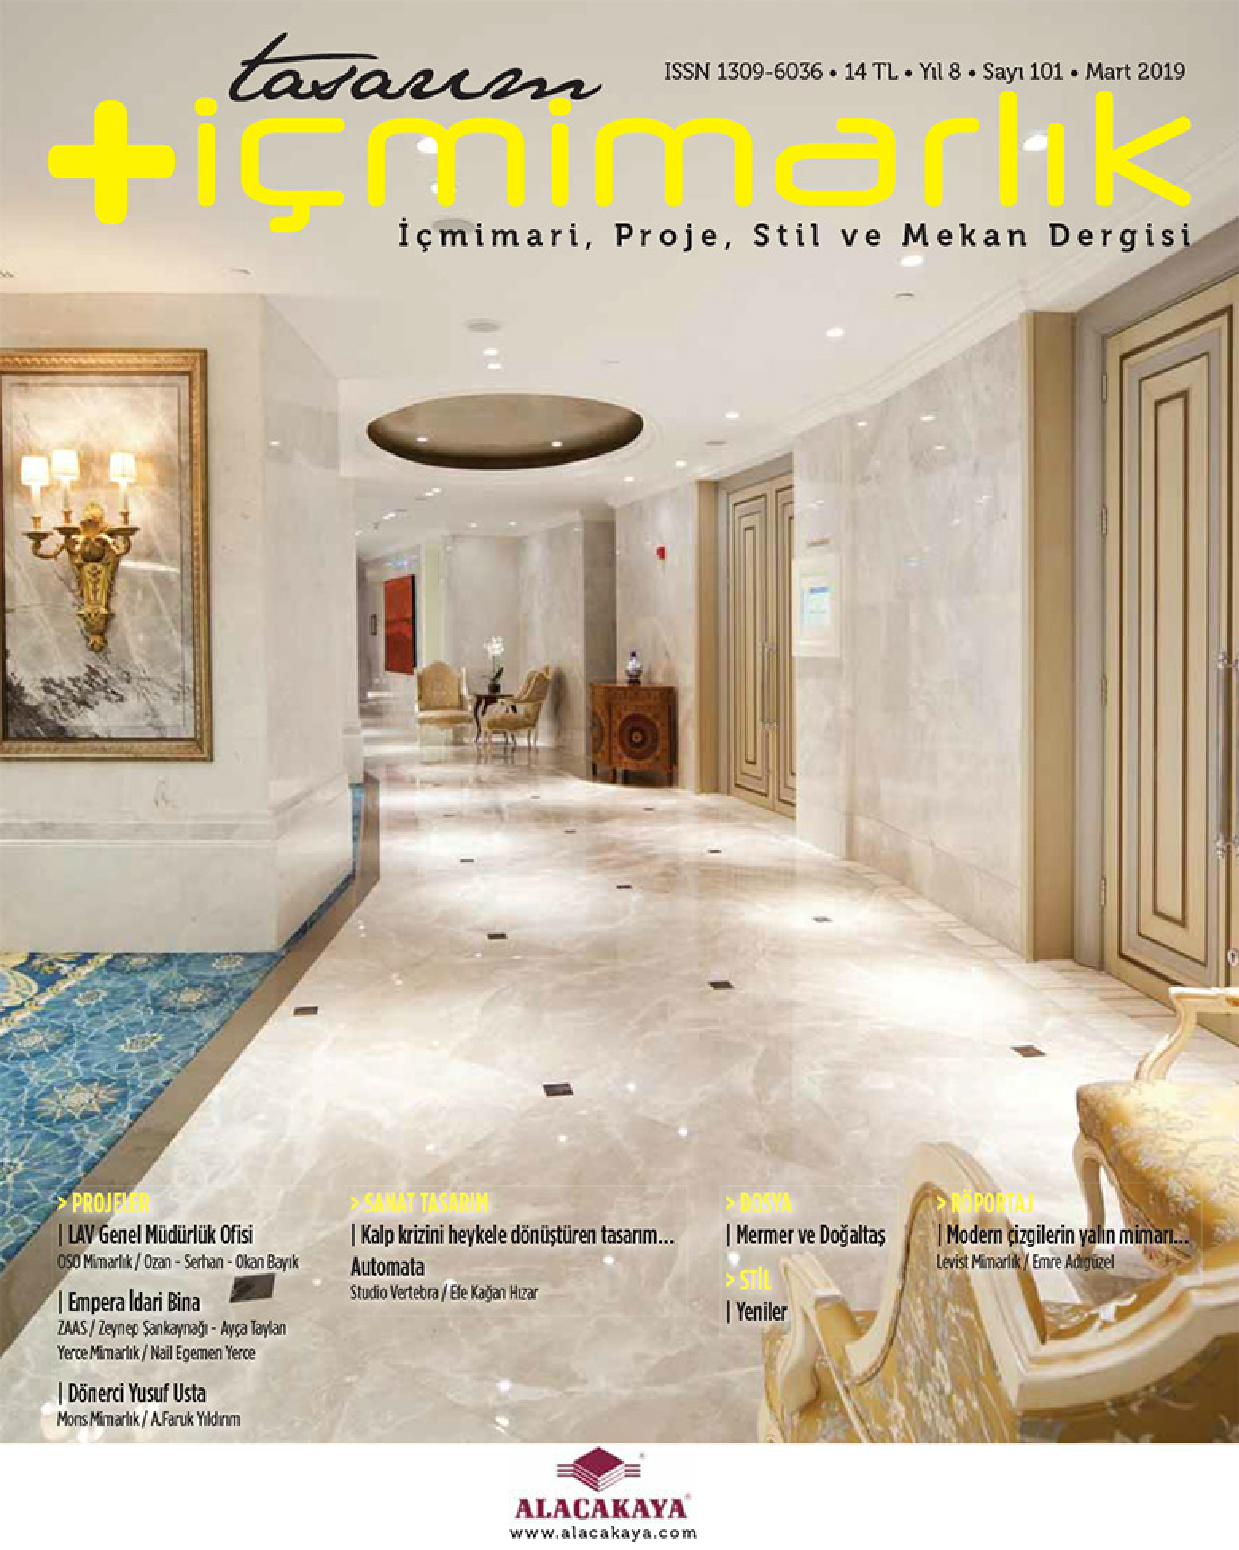 tasarım
ISSN 1309-6036 • 14 TL • Yıl 8 • Sayı 101 • Mart 2019
+içmimarlık
İçmimari, Proje, Stil ve Mekan Dergisi
> PROJELER
| LAV Genel Müdürlük Ofisi
OSO Mimarlık / Ozan - Serhan - Okan Bayık
| Empera İdari Bina
ZAAS / Zeynep Şankaynağı - Ayça Taylan
Yerce Mimarlık / Nail Egemen Yerce
| Dönerci Yusuf Usta
Mons Mimarlık / A.Faruk Yıldırım
> SANAT TASARIM
| Kalp krizini heykele dönüştüren tasarım...
Automata
Studio Vertebra / Efe Kağan Hızar
> DOSYA
| Mermer ve Doğaltaş
> STİL
| Yeniler
> RÖPORTAJ
| Modern çizgilerin yalın mimarı...
Levist Mimarlık / Emre Adıgüzel
ALACAKAYA
www.alacakaya.com